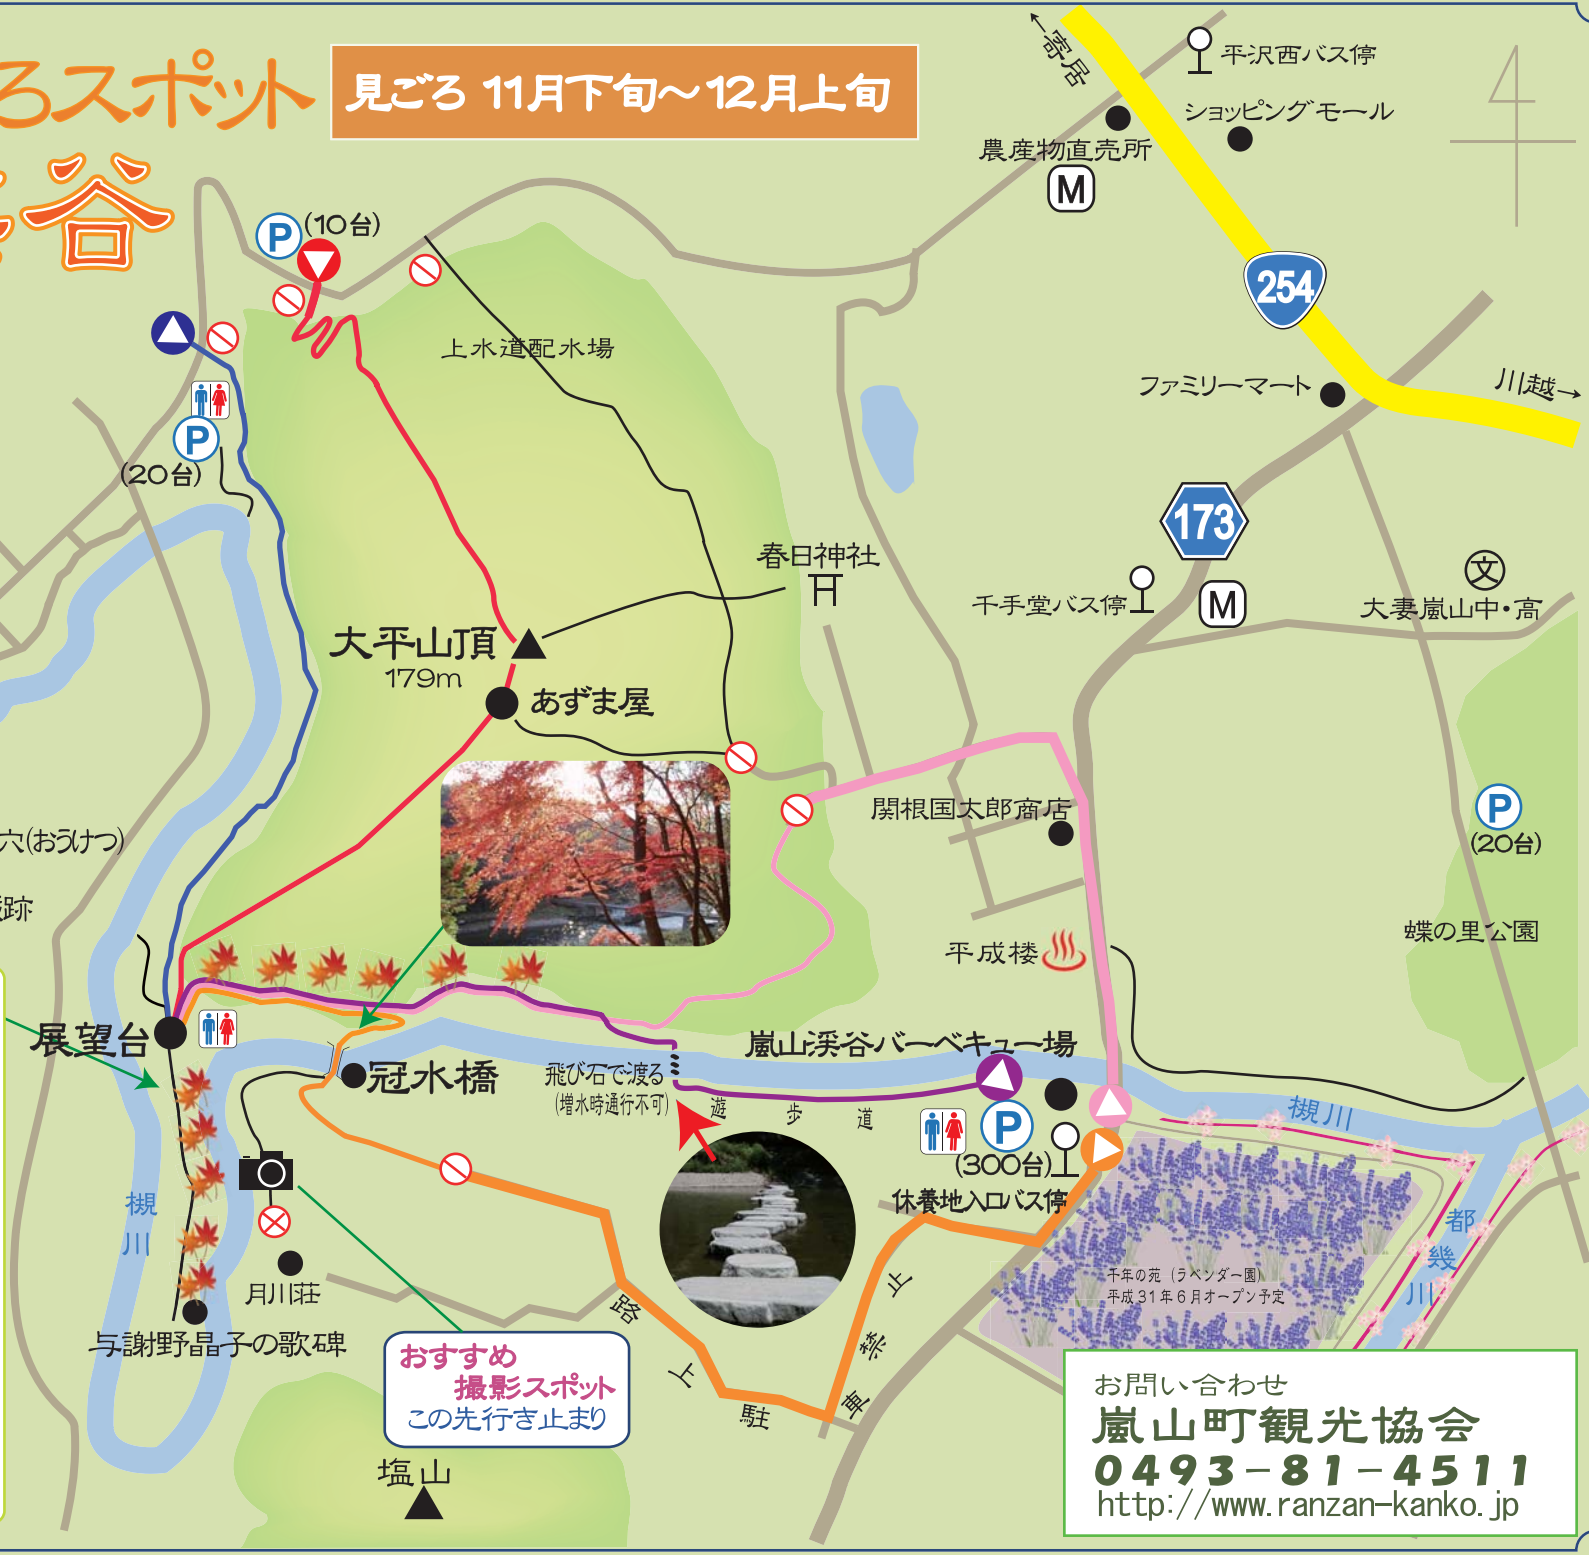 ろスポット
谷
見ごろ 11月下旬～12月上旬
←寄居
平沢西バス停
ショッピングモール
農産物直売所
M
P
(10台)
254
上水道配水場
ファミリーマート
川越→
P
(20台)
173
春日神社
千手堂バス停
M
文
大妻嵐山中・高
大平山頂
179m
あずま屋
関根国太郎商店
P
(20台)
穴(おうけつ)
跡
蝶の里公園
平成楼
展望台
冠水橋
嵐山渓谷バーベキュー場
飛び石で渡る
(増水時通行不可)
遊歩道
P
(300台)
休養地入口バス停
槻川
槻川
都幾川
月川荘
与謝野晶子の歌碑
千年の苑 (ラベンダー園)
平成31年6月オープン予定
路上駐車禁止
おすすめ
撮影スポット
この先行き止まり
塩山
お問い合わせ
嵐山町観光協会
0493-81-4511
http://www.ranzan-kanko.jp